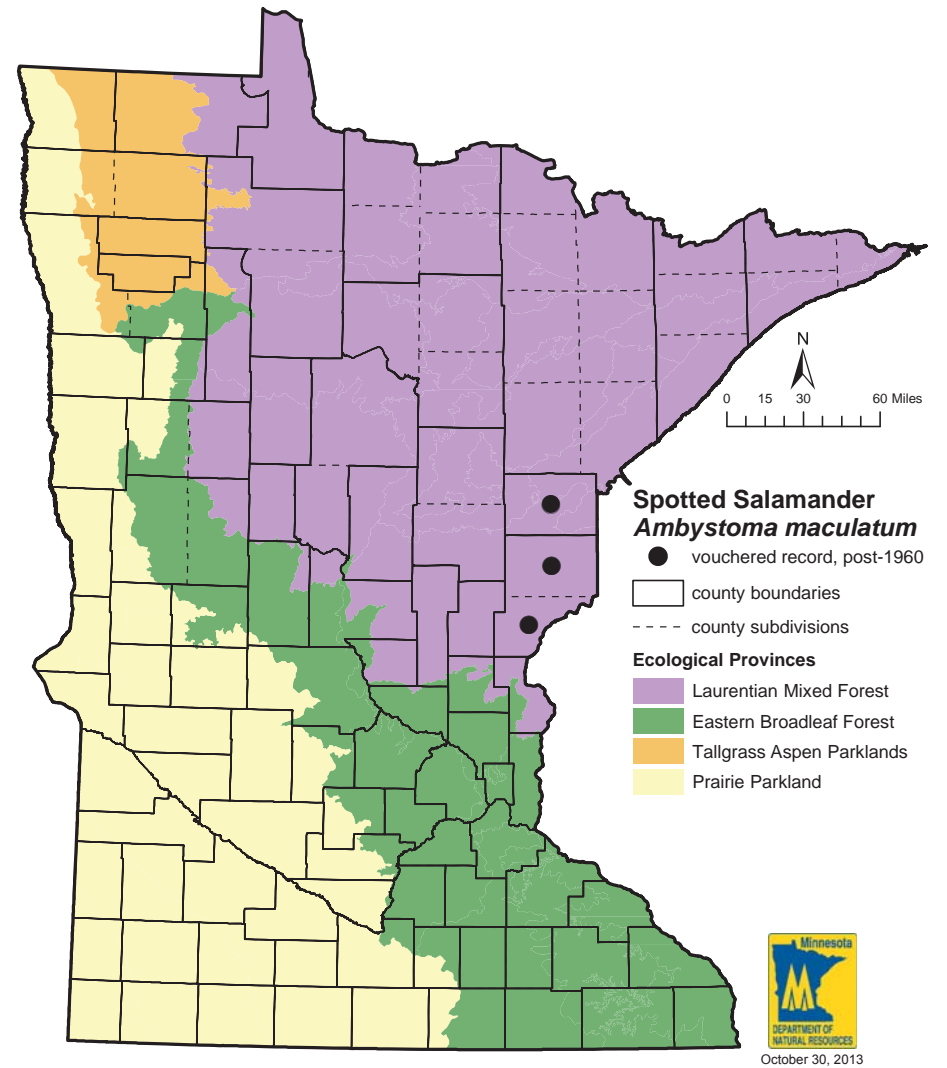 N
0 15 30 60 Miles
Spotted Salamander
Ambystoma maculatum
vouchered record, post-1960
county boundaries
county subdivisions
Ecological Provinces
Laurentian Mixed Forest
Eastern Broadleaf Forest
Tallgrass Aspen Parklands
Prairie Parkland
Minnesota
M
DEPARTMENT OF
NATURAL RESOURCES
October 30, 2013